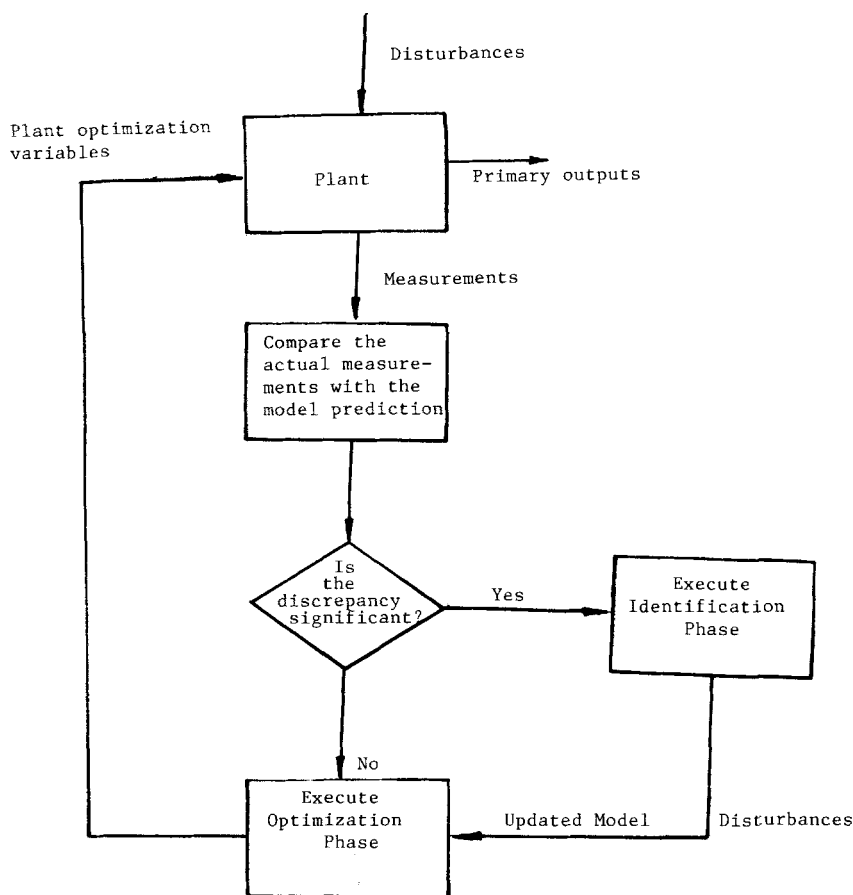 Disturbances
Plant optimization
variables
Plant
Primary outputs
Measurements
Compare the
actual measure-
ments with the
model prediction
Is
the
discrepancy
significant?
Yes
Execute
Identification
Phase
No
Execute
Optimization
Phase
Updated Model
Disturbances